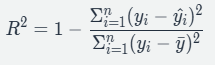 R² = 1 − Σⁿᵢ₌₁(yᵢ − ŷᵢ)² / Σⁿᵢ₌₁(yᵢ − ȳ)²